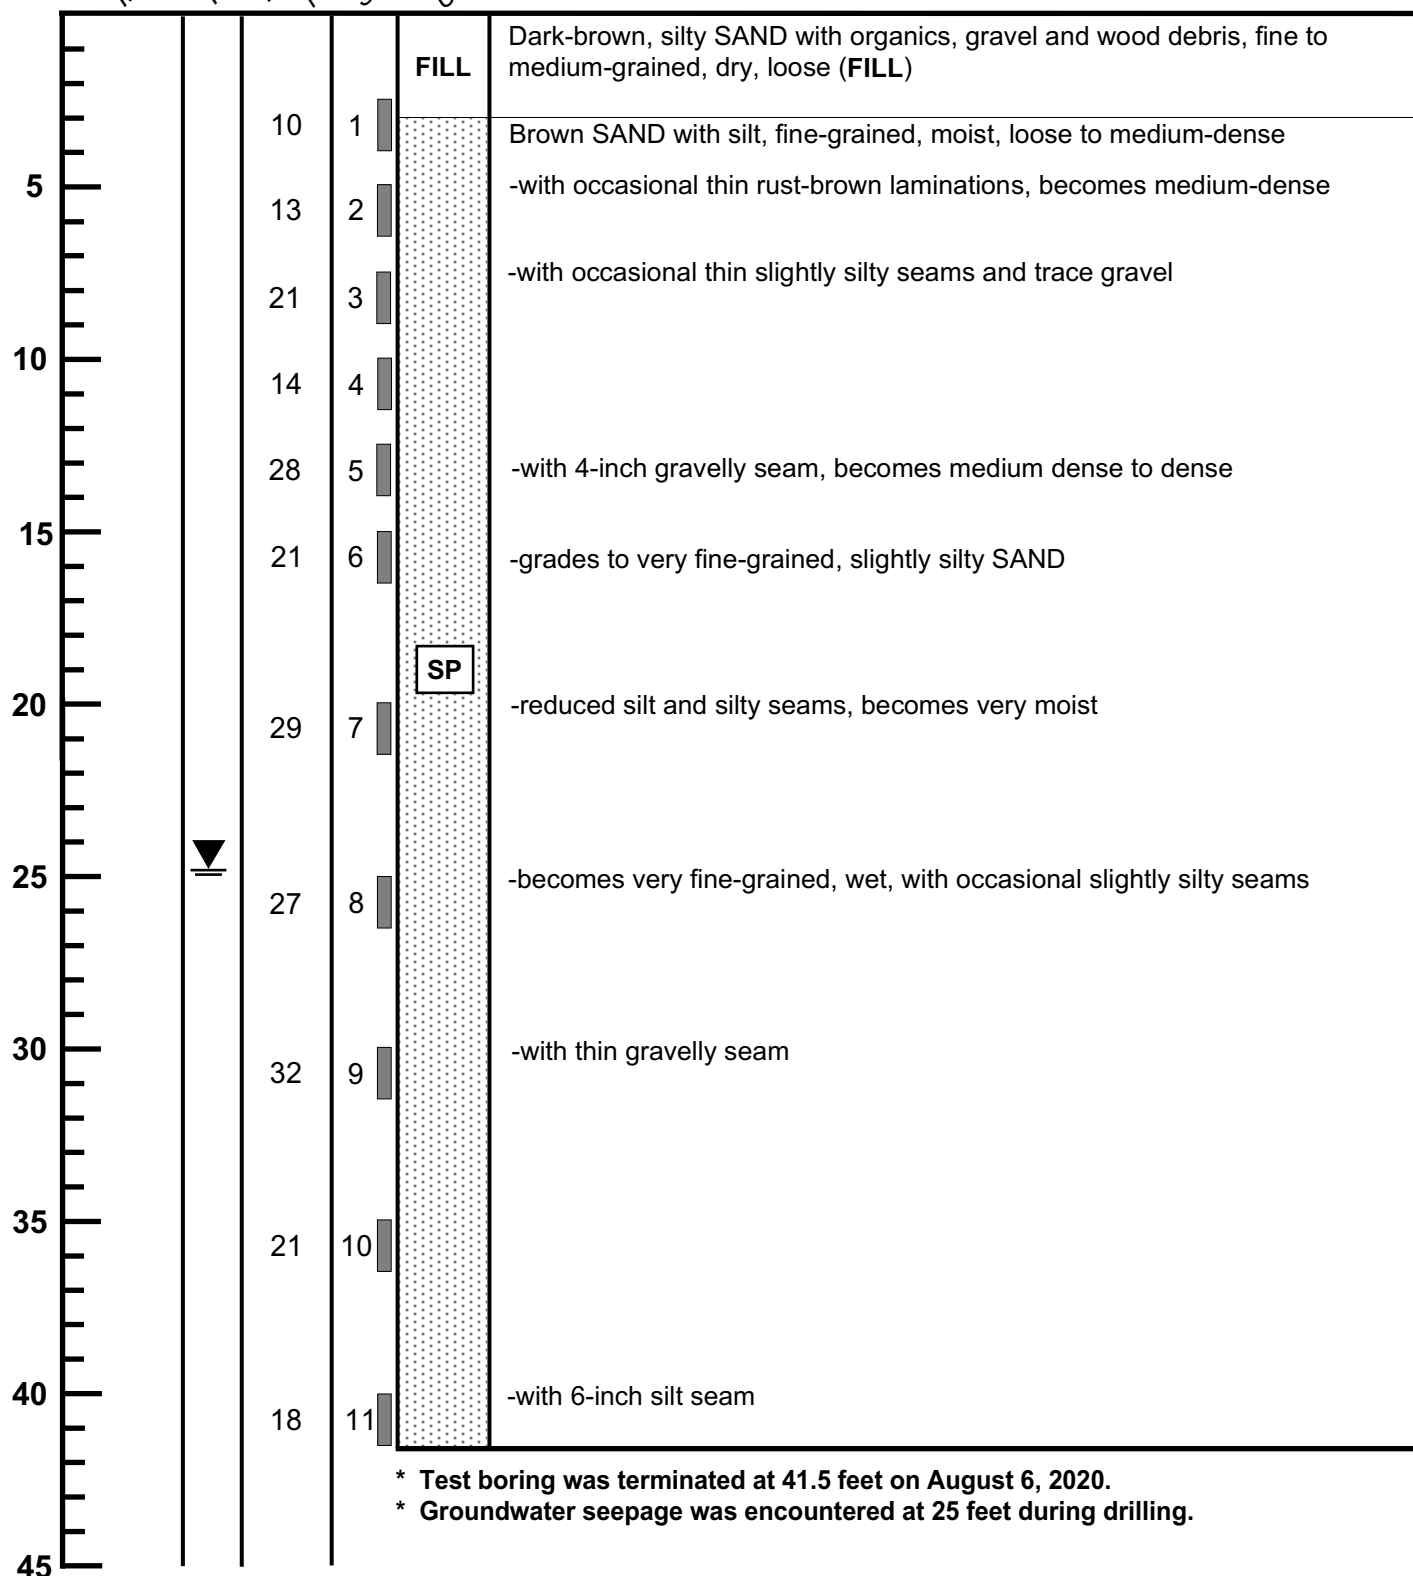 FILL
Dark-brown, silty SAND with organics, gravel and wood debris, fine to
medium-grained, dry, loose (FILL)
10 1
Brown SAND with silt, fine-grained, moist, loose to medium-dense
5
-with occasional thin rust-brown laminations, becomes medium-dense
13 2
-with occasional thin slightly silty seams and trace gravel
21 3
10
14 4
28 5 -with 4-inch gravelly seam, becomes medium dense to dense
15
21 6 -grades to very fine-grained, slightly silty SAND
SP
20 -reduced silt and silty seams, becomes very moist
29 7
25 -becomes very fine-grained, wet, with occasional slightly silty seams
27 8
30 -with thin gravelly seam
32 9
35
21 10
40 -with 6-inch silt seam
18 11
* Test boring was terminated at 41.5 feet on August 6, 2020.
* Groundwater seepage was encountered at 25 feet during drilling.
45